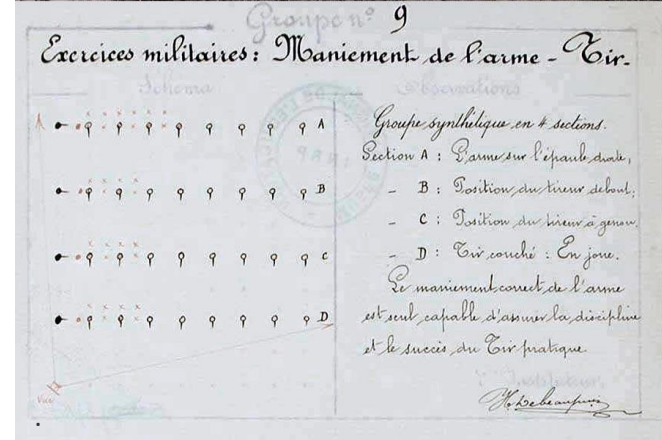 Groupe n° 9
Exercices militaires: Maniement de l'arme - Tir.
Schema
Observations
A
B
C
D
Vue
Groupe synthétique en 4 sections.
Section A : L'arme sur l'épaule droite;
- B : Position du tireur debout;
- C : Position du tireur à genou.
- D : Tir couché : En joue.
Le maniement correct de l'arme
est seul capable d'assurer la discipline
et le succès du Tir pratique.